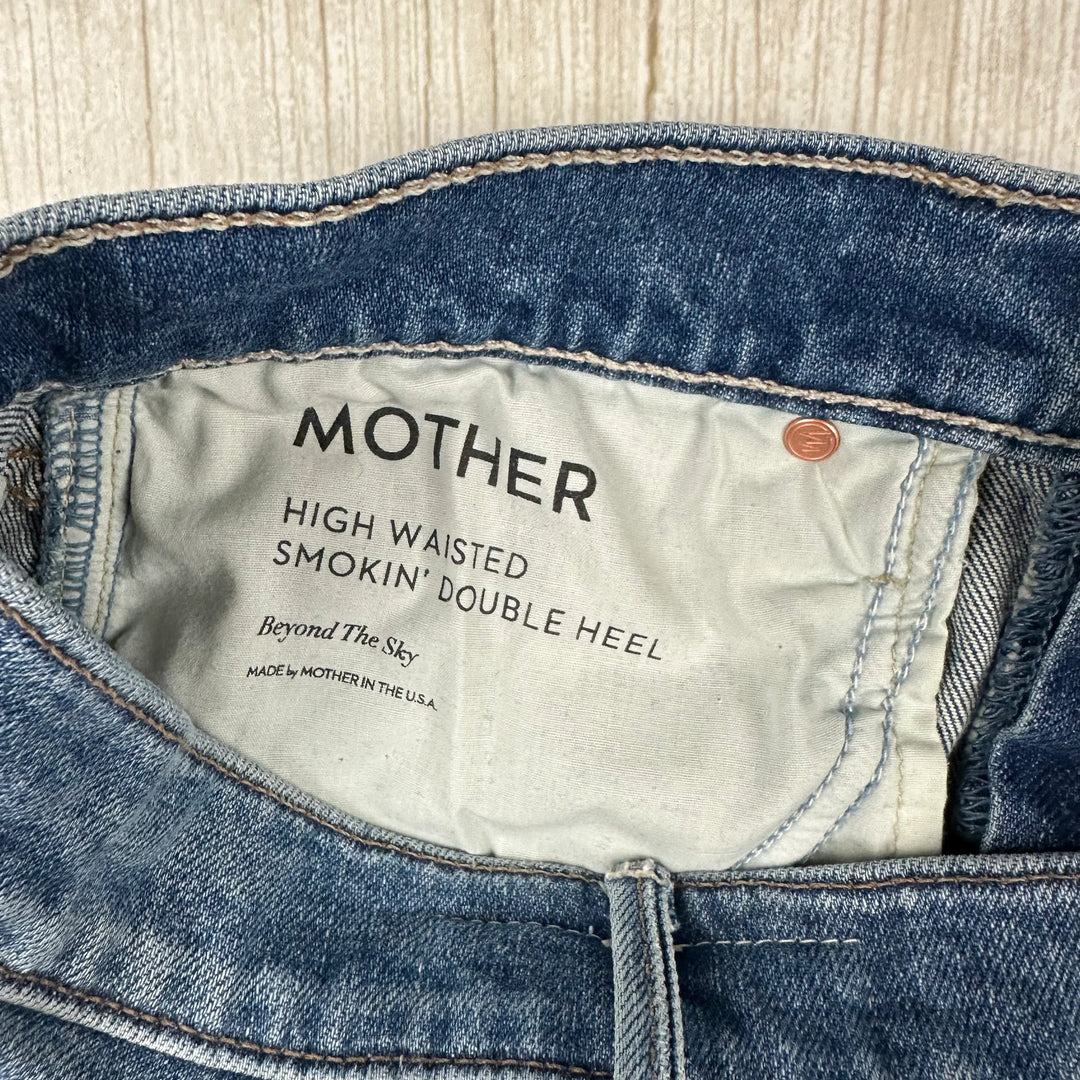 MOTHER
HIGH WAISTED
SMOKIN' DOUBLE HEEL
Beyond The Sky
MADE by MOTHER IN THE U.S.A.